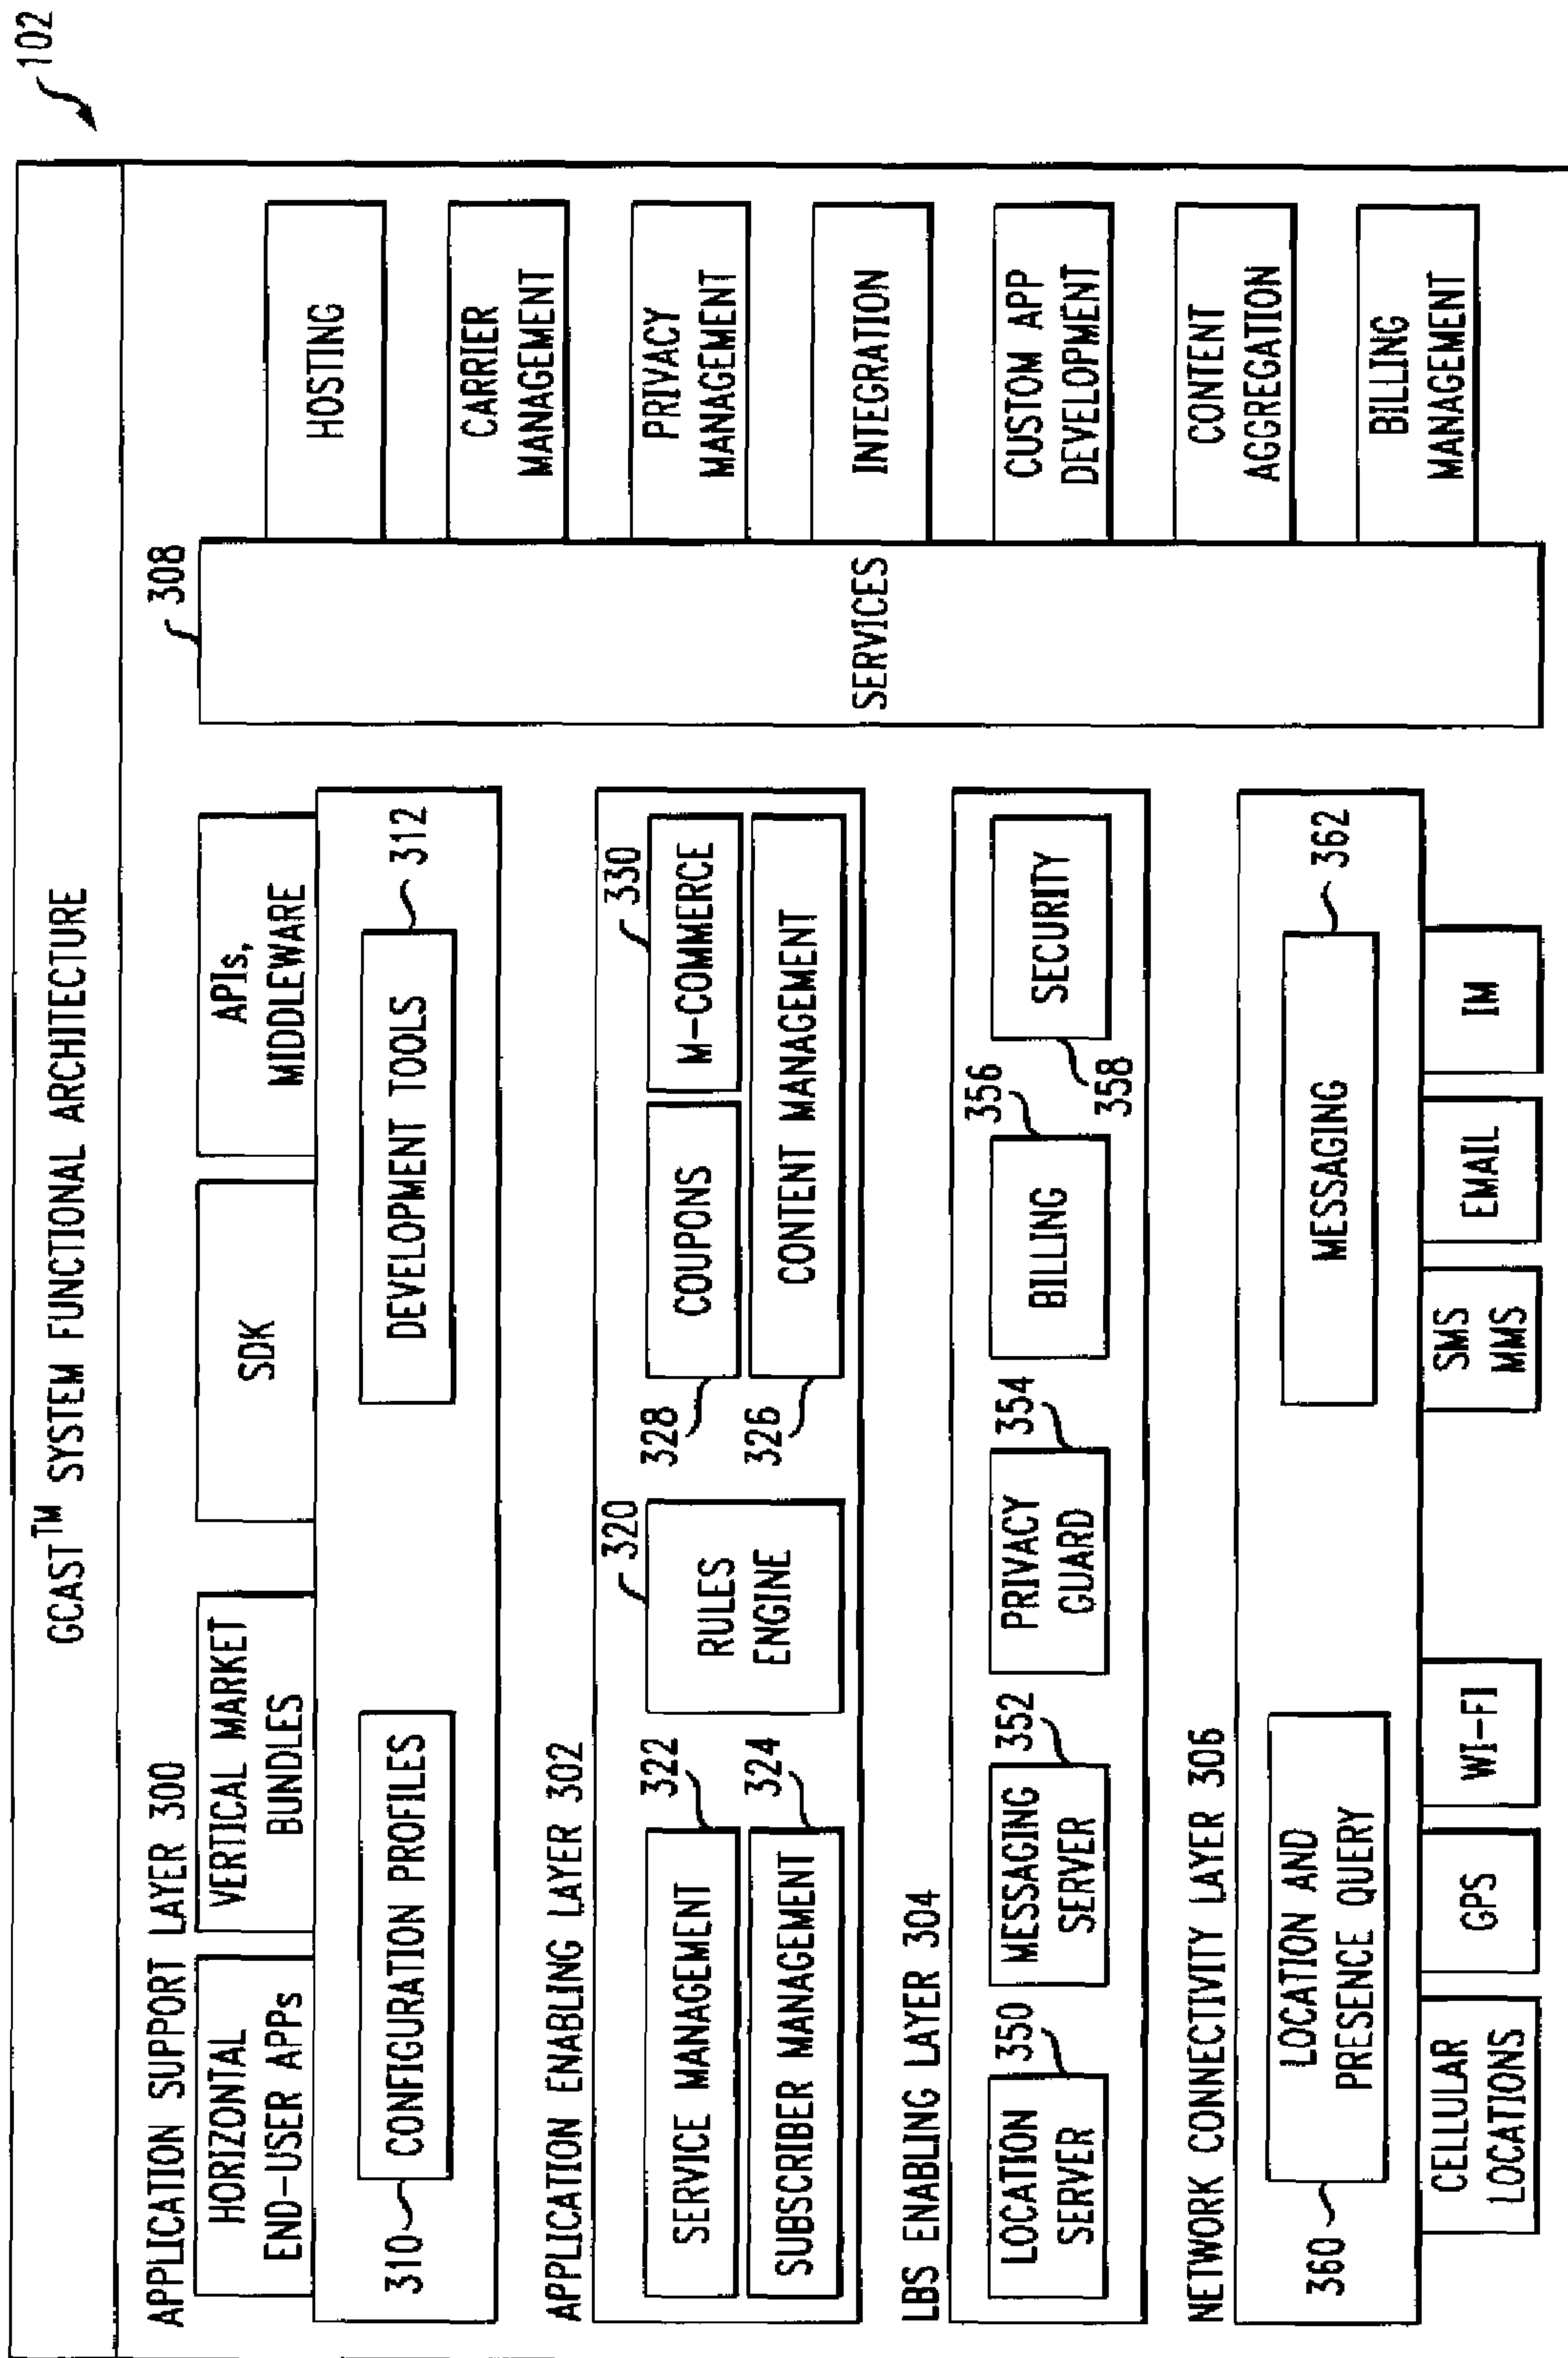 102
GCAST™ SYSTEM FUNCTIONAL ARCHITECTURE
APPLICATION SUPPORT LAYER 300
HORIZONTAL
END-USER APPs
VERTICAL MARKET
BUNDLES
SDK
APIs,
MIDDLEWARE
310
CONFIGURATION PROFILES
DEVELOPMENT TOOLS
312
APPLICATION ENABLING LAYER 302
SERVICE MANAGEMENT
322
SUBSCRIBER MANAGEMENT
324
320
RULES
ENGINE
328
COUPONS
330
M-COMMERCE
326
CONTENT MANAGEMENT
LBS ENABLING LAYER 304
LOCATION
SERVER
350
MESSAGING
SERVER
352
PRIVACY
GUARD
354
BILLING
356
SECURITY
358
NETWORK CONNECTIVITY LAYER 306
360
LOCATION AND
PRESENCE QUERY
MESSAGING
362
CELLULAR
LOCATIONS
GPS
WI-FI
SMS
MMS
EMAIL
IM
308
SERVICES
HOSTING
CARRIER
MANAGEMENT
PRIVACY
MANAGEMENT
INTEGRATION
CUSTOM APP
DEVELOPMENT
CONTENT
AGGREGATION
BILLING
MANAGEMENT